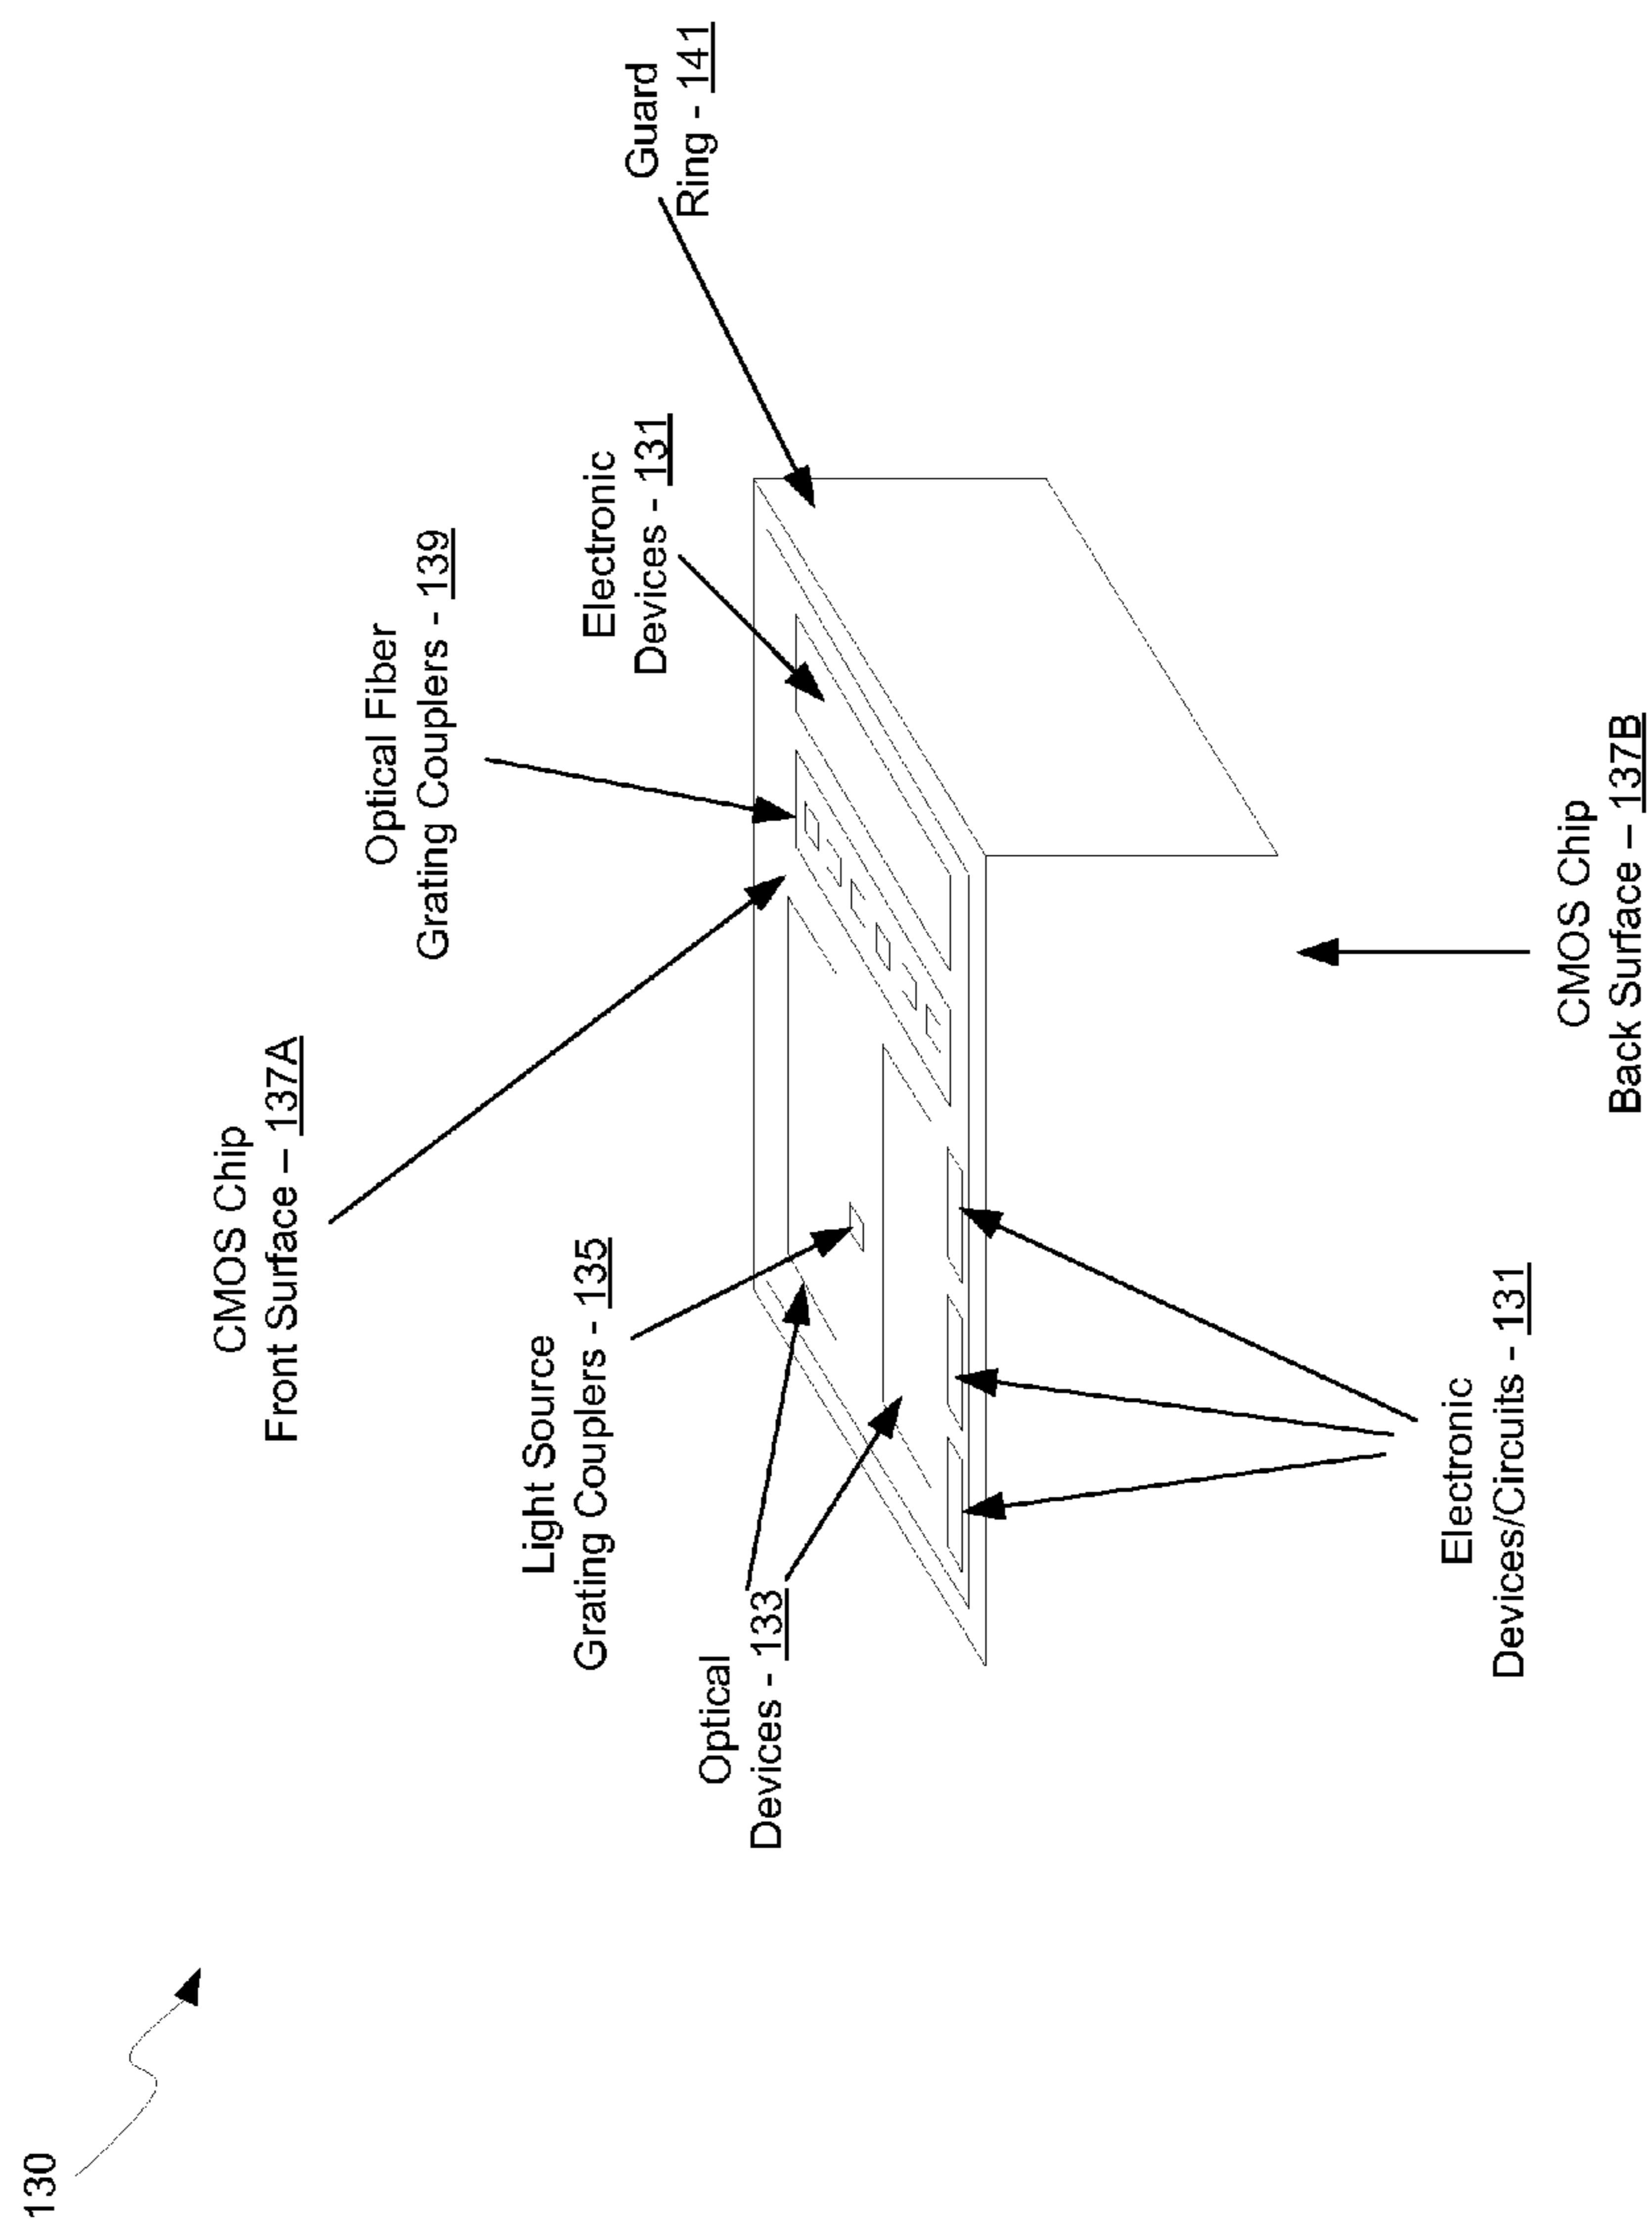 130
CMOS Chip
Front Surface – 137A
Optical Fiber
Grating Couplers - 139
Light Source
Grating Couplers - 135
Electronic
Devices - 131
Guard
Ring - 141
Optical
Devices - 133
Electronic
Devices/Circuits - 131
CMOS Chip
Back Surface – 137B